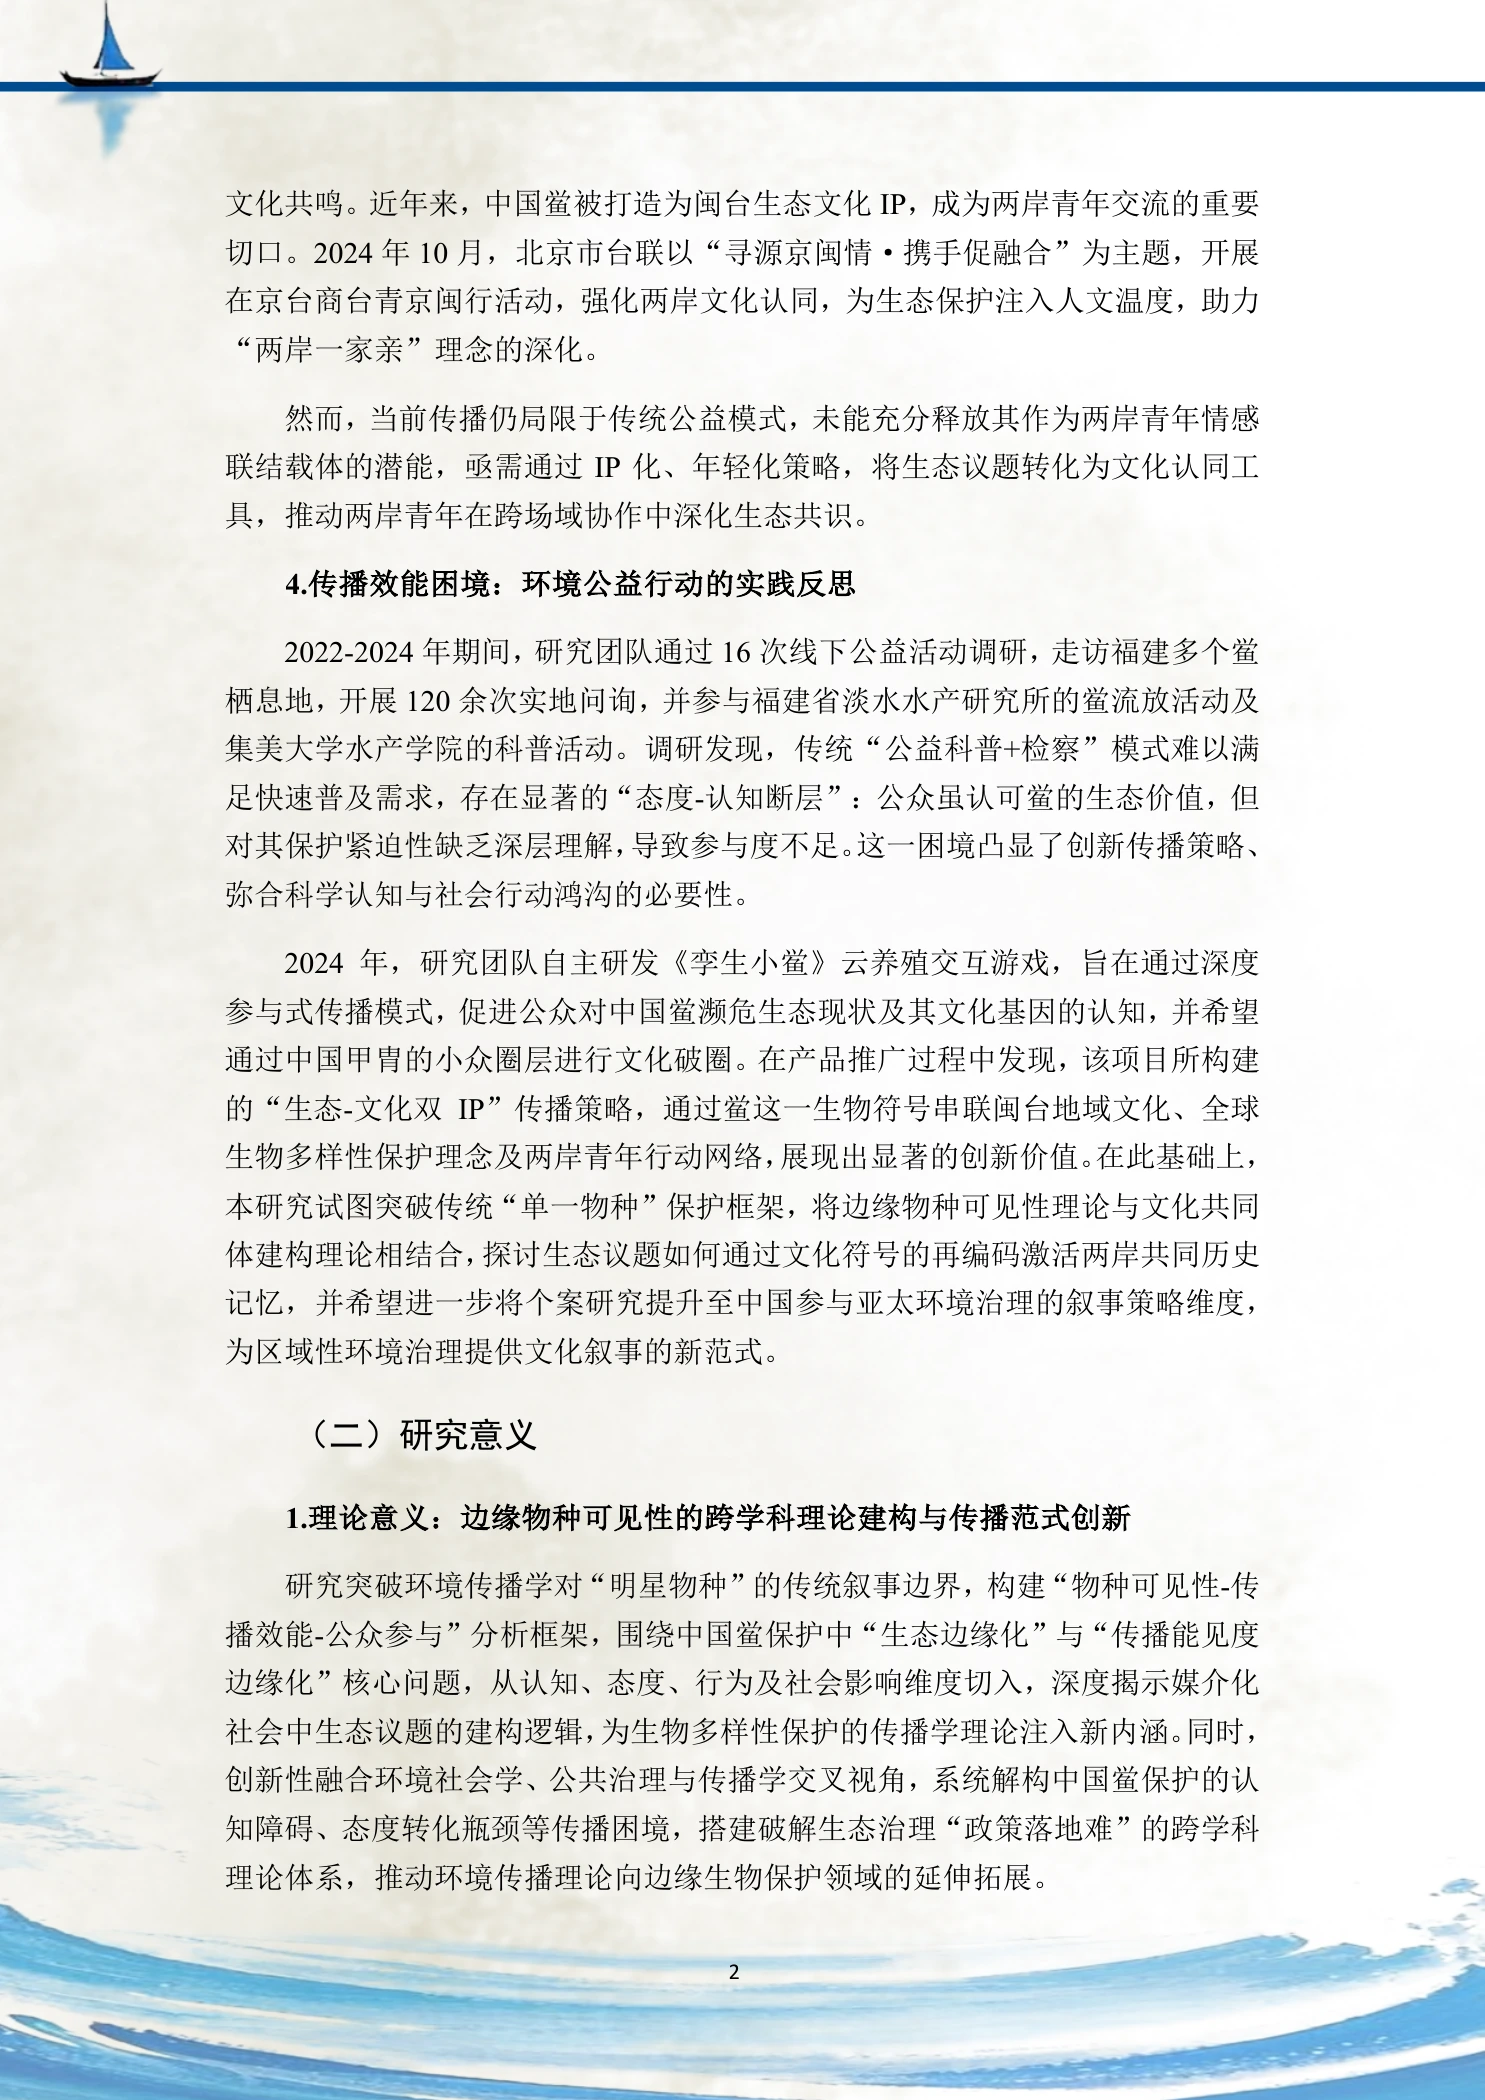 文化共鸣。近年来，中国鲎被打造为闽台生态文化 IP，成为两岸青年交流的重要
切口。2024 年 10 月，北京市台联以“寻源京闽情·携手促融合”为主题，开展
在京台商台青京闽行活动，强化两岸文化认同，为生态保护注入人文温度，助力
“两岸一家亲”理念的深化。
然而，当前传播仍局限于传统公益模式，未能充分释放其作为两岸青年情感
联结载体的潜能，亟需通过 IP 化、年轻化策略，将生态议题转化为文化认同工
具，推动两岸青年在跨场域协作中深化生态共识。
4.传播效能困境：环境公益行动的实践反思
2022-2024 年期间，研究团队通过 16 次线下公益活动调研，走访福建多个鲎
栖息地，开展 120 余次实地问询，并参与福建省淡水水产研究所的鲎流放活动及
集美大学水产学院的科普活动。调研发现，传统“公益科普+检察”模式难以满
足快速普及需求，存在显著的“态度-认知断层”：公众虽认可鲎的生态价值，但
对其保护紧迫性缺乏深层理解，导致参与度不足。这一困境凸显了创新传播策略、
弥合科学认知与社会行动鸿沟的必要性。
2024 年，研究团队自主研发《孪生小鲎》云养殖交互游戏，旨在通过深度
参与式传播模式，促进公众对中国鲎濒危生态现状及其文化基因的认知，并希望
通过中国甲胄的小众圈层进行文化破圈。在产品推广过程中发现，该项目所构建
的“生态-文化双 IP”传播策略，通过鲎这一生物符号串联闽台地域文化、全球
生物多样性保护理念及两岸青年行动网络，展现出显著的创新价值。在此基础上，
本研究试图突破传统“单一物种”保护框架，将边缘物种可见性理论与文化共同
体建构理论相结合，探讨生态议题如何通过文化符号的再编码激活两岸共同历史
记忆，并希望进一步将个案研究提升至中国参与亚太环境治理的叙事策略维度，
为区域性环境治理提供文化叙事的新范式。
（二）研究意义
1.理论意义：边缘物种可见性的跨学科理论建构与传播范式创新
研究突破环境传播学对“明星物种”的传统叙事边界，构建“物种可见性-传
播效能-公众参与”分析框架，围绕中国鲎保护中“生态边缘化”与“传播能见度
边缘化”核心问题，从认知、态度、行为及社会影响维度切入，深度揭示媒介化
社会中生态议题的建构逻辑，为生物多样性保护的传播学理论注入新内涵。同时，
创新性融合环境社会学、公共治理与传播学交叉视角，系统解构中国鲎保护的认
知障碍、态度转化瓶颈等传播困境，搭建破解生态治理“政策落地难”的跨学科
理论体系，推动环境传播理论向边缘生物保护领域的延伸拓展。
2